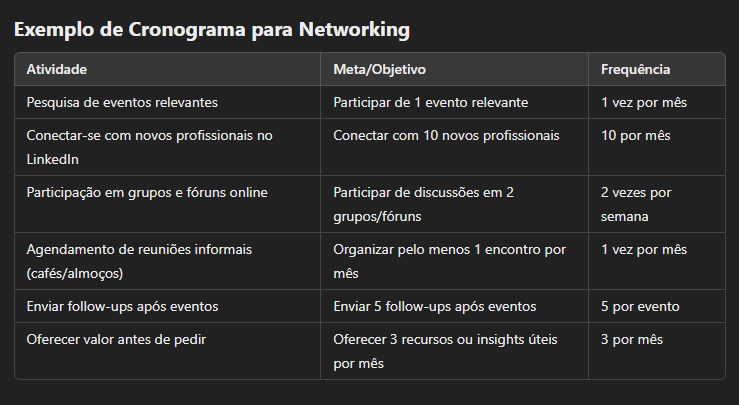 Exemplo de Cronograma para Networking
Atividade Meta/Objetivo Frequência
Pesquisa de eventos relevantes Participar de 1 evento relevante 1 vez por mês
Conectar-se com novos profissionais no Conectar com 10 novos profissionais 10 por mês
LinkedIn
Participação em grupos e fóruns online Participar de discussões em 2 2 vezes por
grupos/fóruns semana
Agendamento de reuniões informais Organizar pelo menos 1 encontro por 1 vez por mês
(cafés/almoços) mês
Enviar follow-ups após eventos Enviar 5 follow-ups após eventos 5 por evento
Oferecer valor antes de pedir Oferecer 3 recursos ou insights úteis 3 por mês
por mês